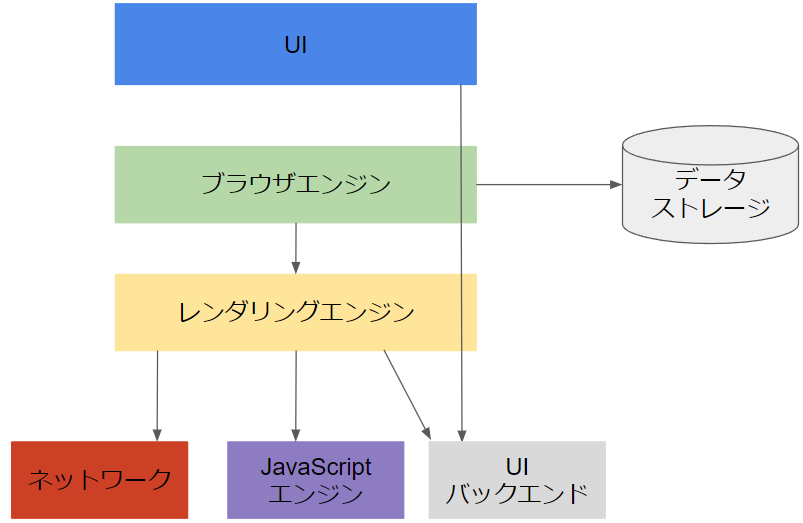 UI
ブラウザエンジン
データ
ストレージ
レンダリングエンジン
ネットワーク
JavaScript
エンジン
UI
バックエンド